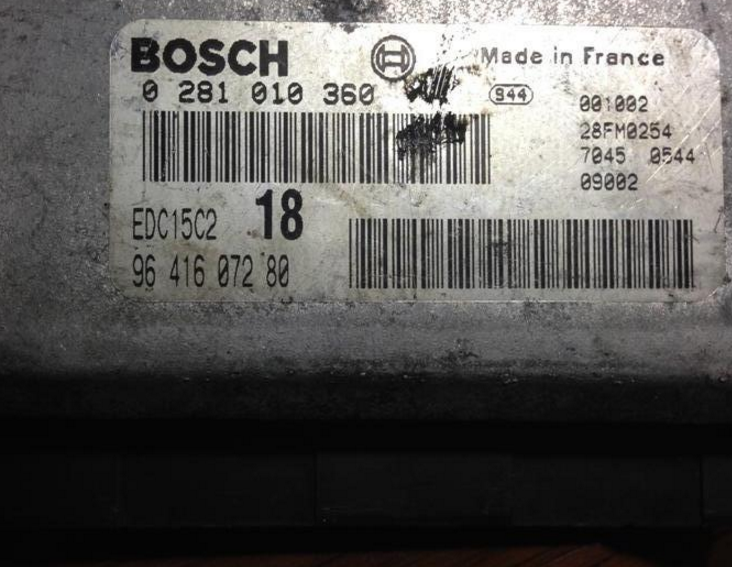 BOSCH Made in France
0 281 010 360 S44 001002
28FM0254
7045 0544
09002
EDC15C2 18
96 416 072 80